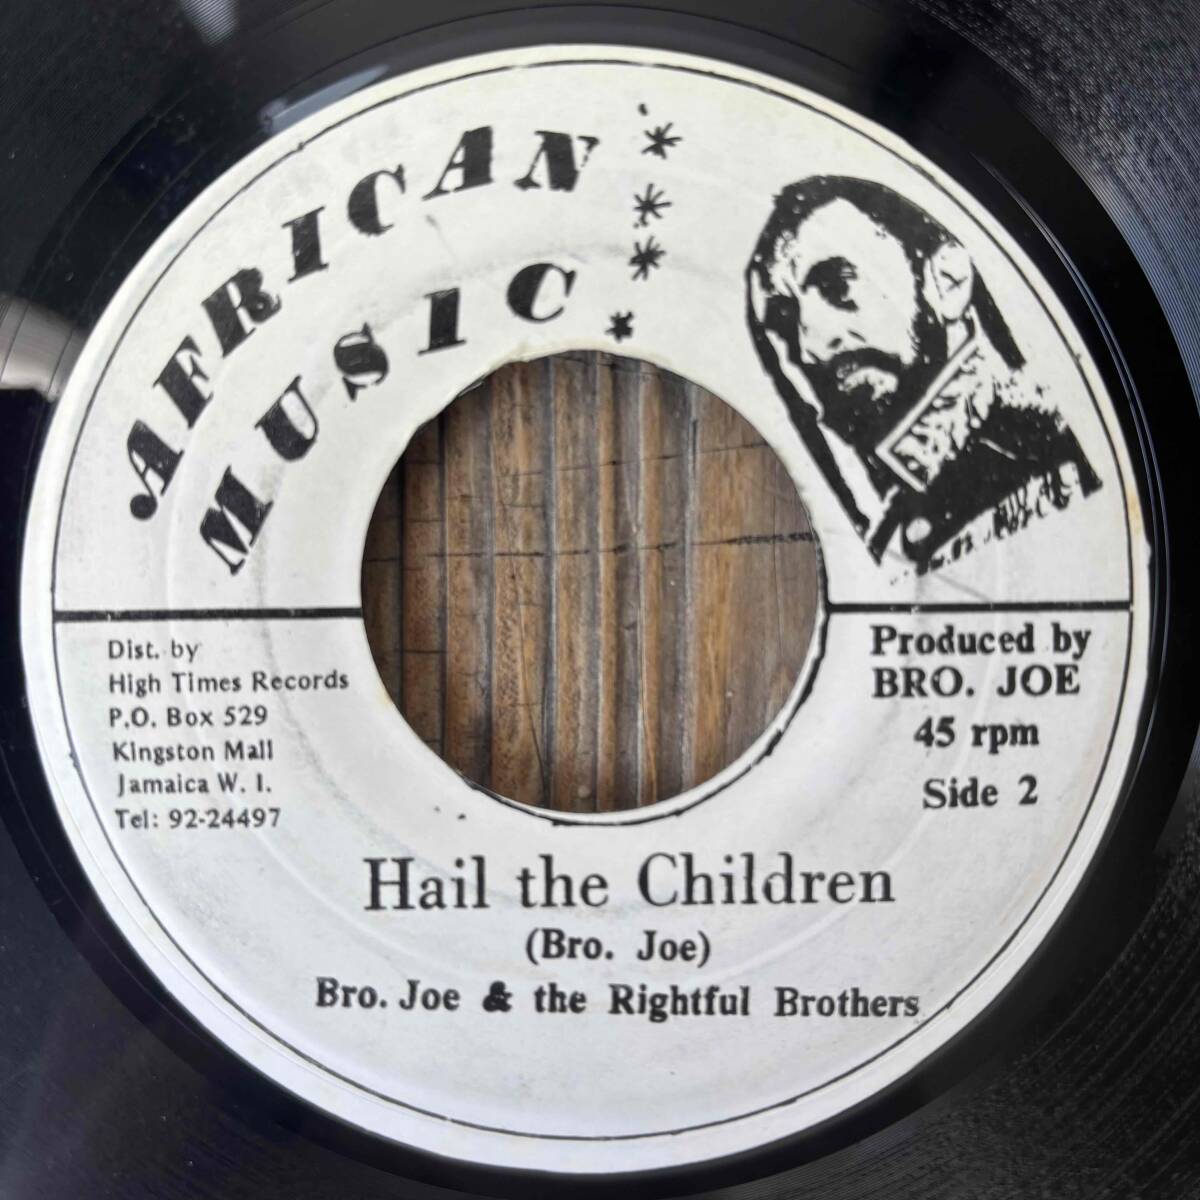 AFRICAN
MUSIC
Dist. by
High Times Records
P.O. Box 529
Kingston Mall
Jamaica W. I.
Tel: 92-24497
Produced by
BRO. JOE
45 rpm
Side 2
Hail the Children
(Bro. Joe)
Bro. Joe & the Rightful Brothers